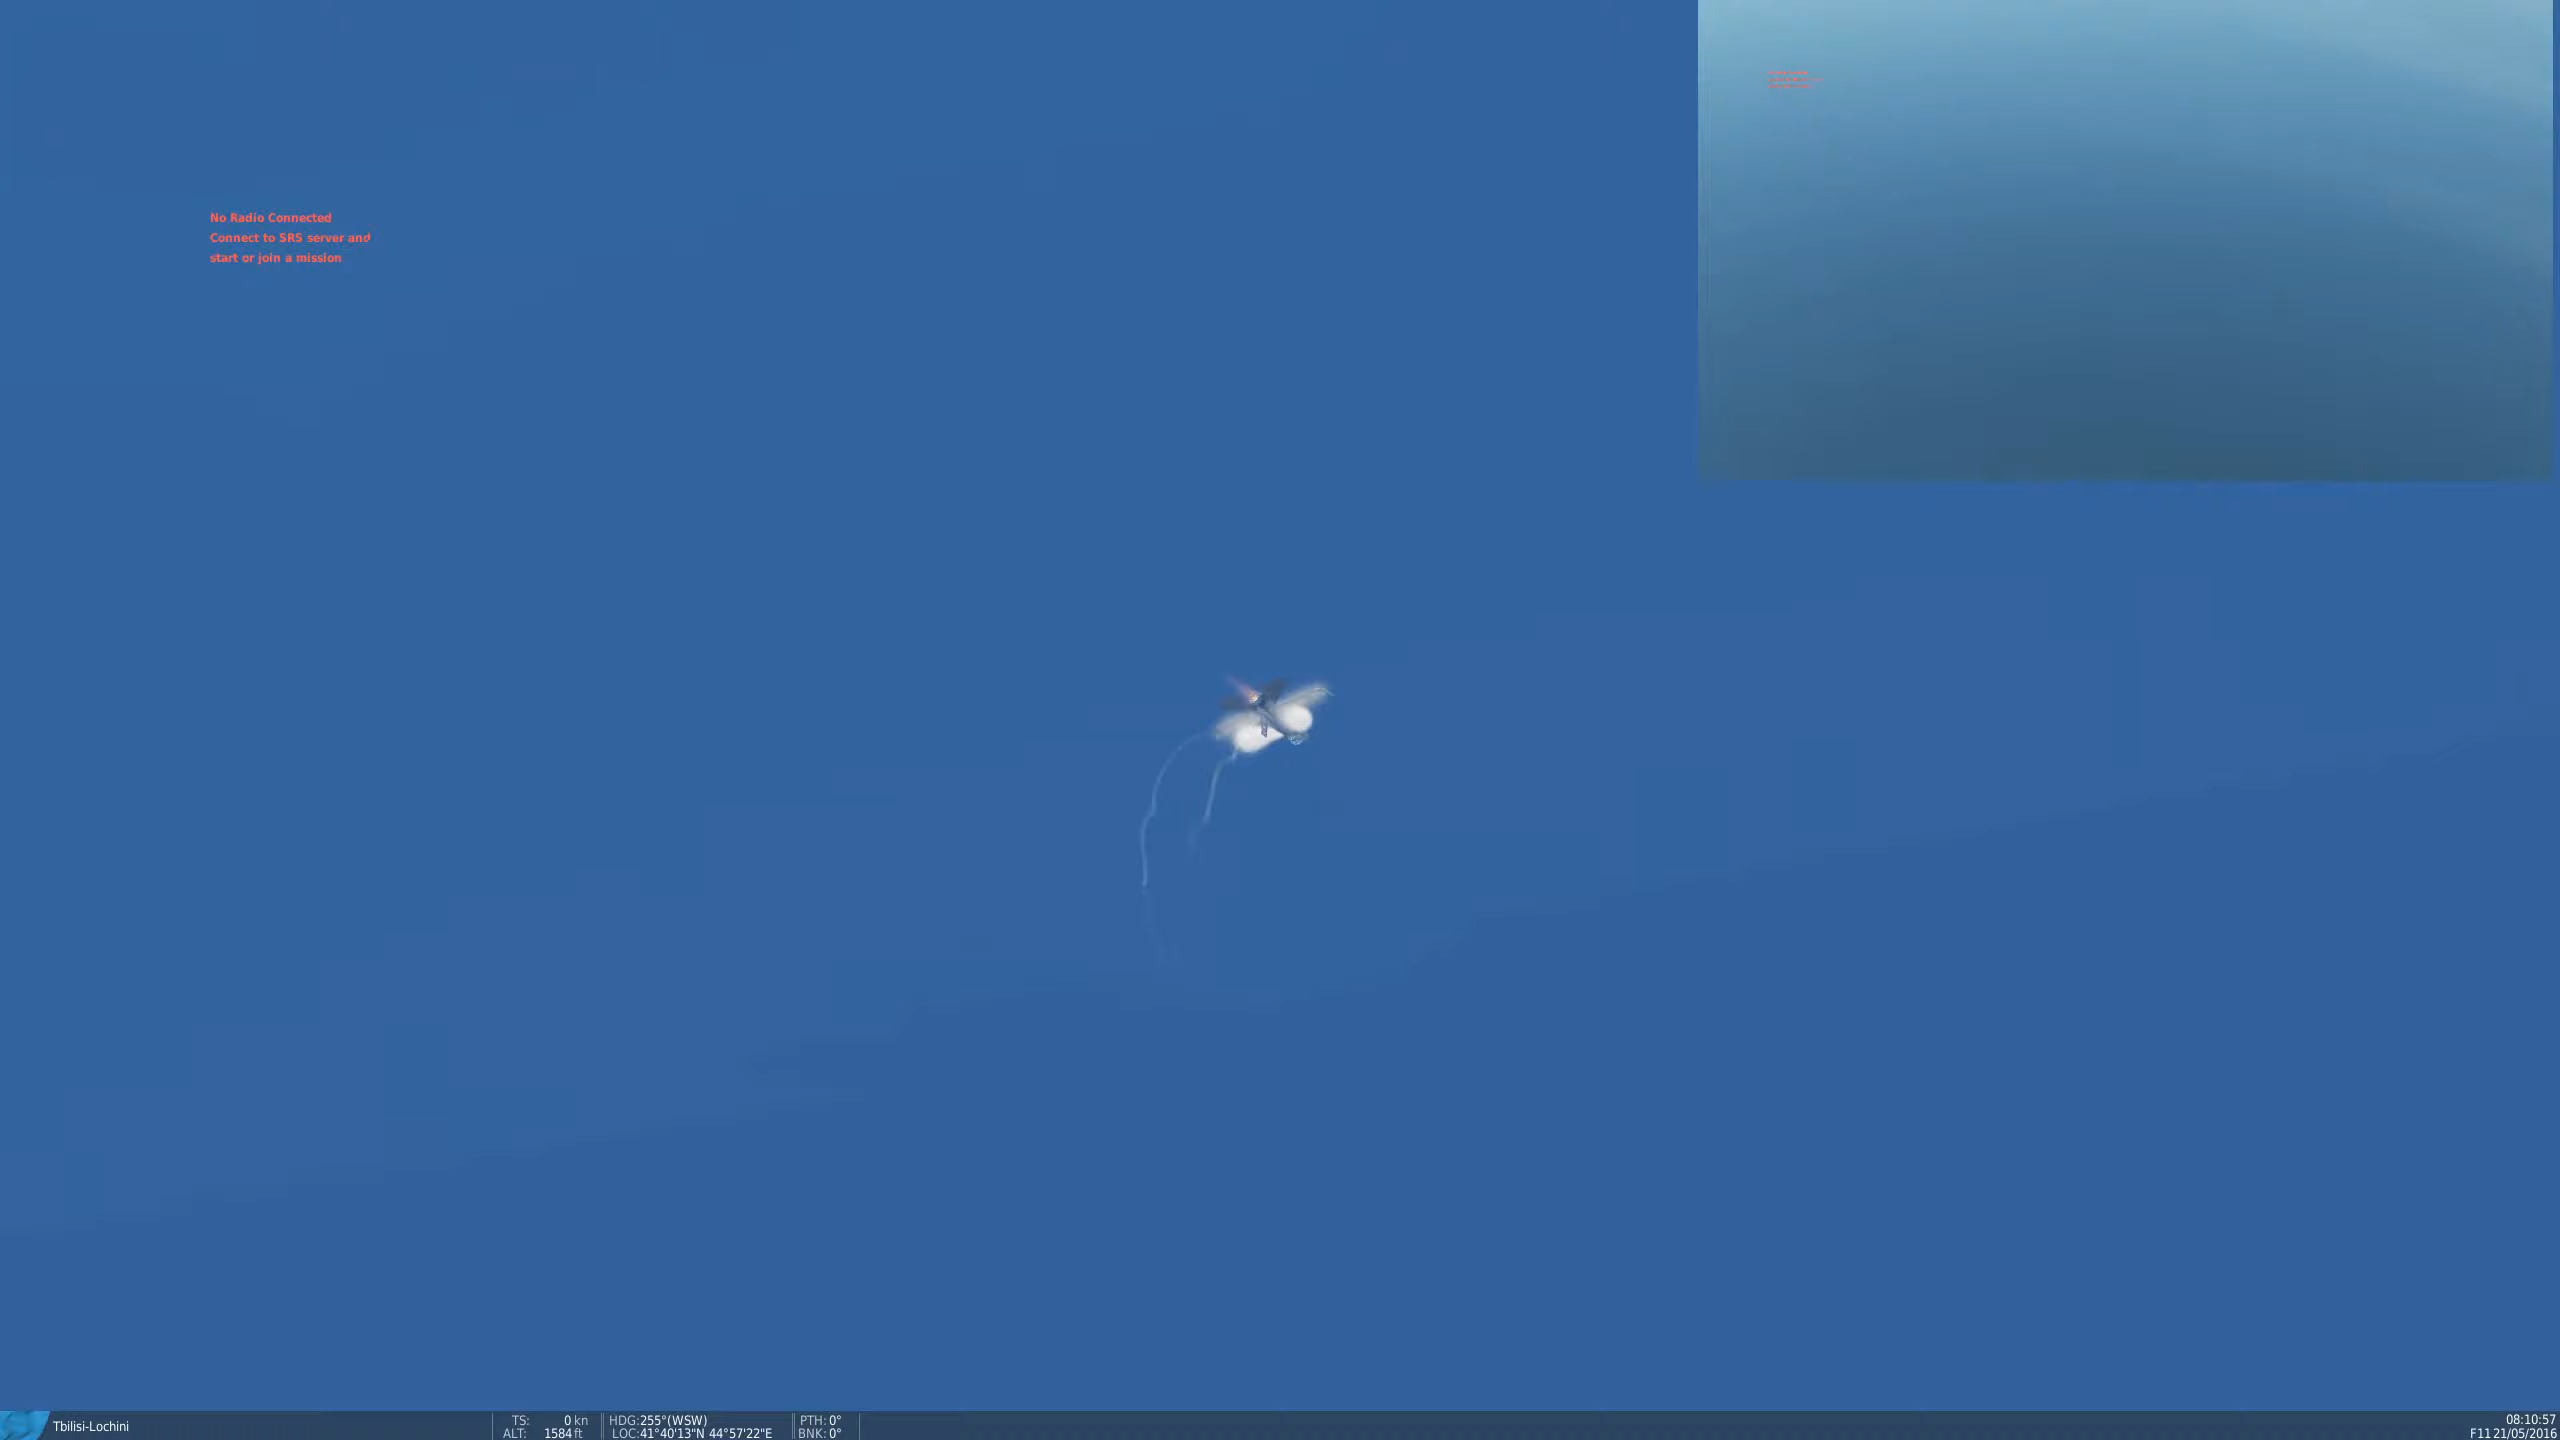 No Radio Connected
Connect to SRS server and
start or join a mission
Tbilisi-Lochini
TS: 0 kn
ALT: 1584 ft
HDG:255°(WSW)
LOC:41°40'13"N 44°57'22"E
PTH: 0°
BNK: 0°
08:10:57
F11 21/05/2016